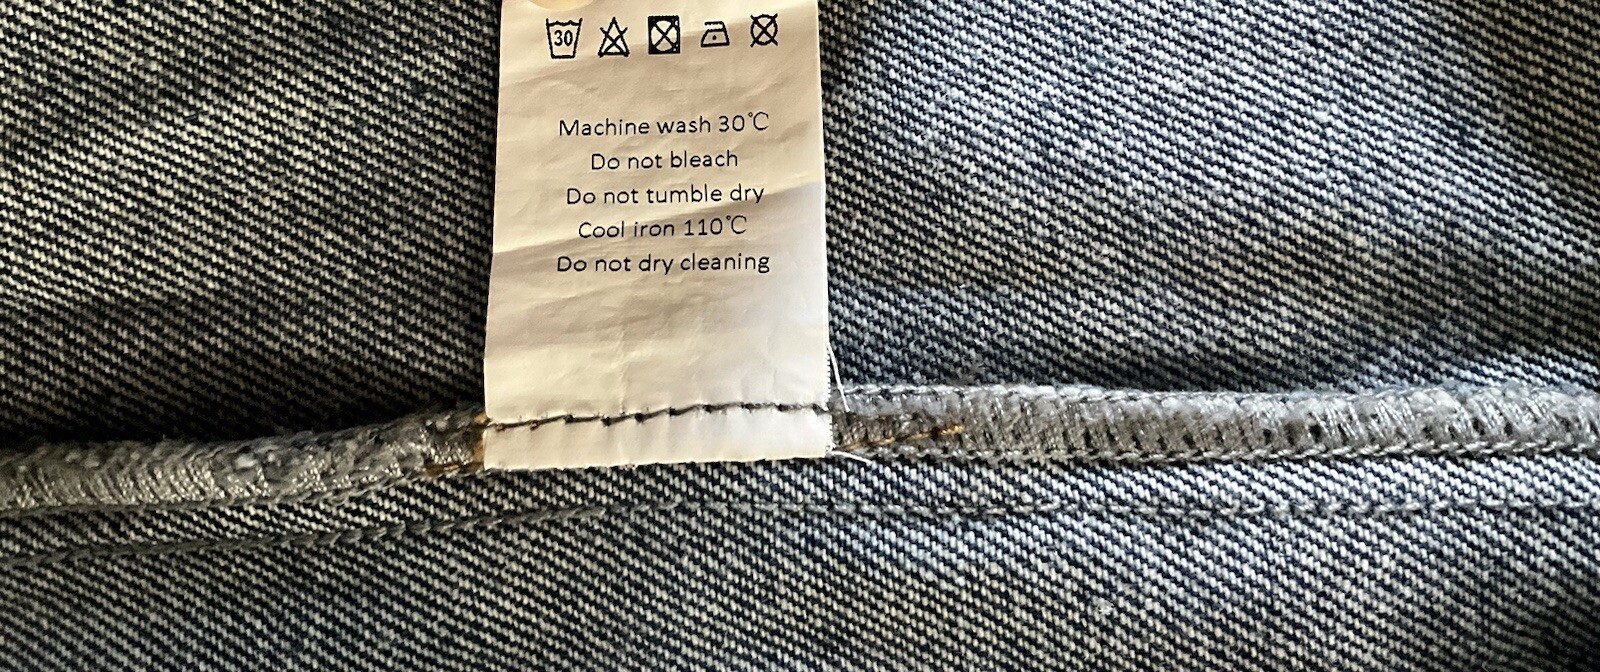 30
Machine wash 30℃
Do not bleach
Do not tumble dry
Cool iron 110℃
Do not dry cleaning